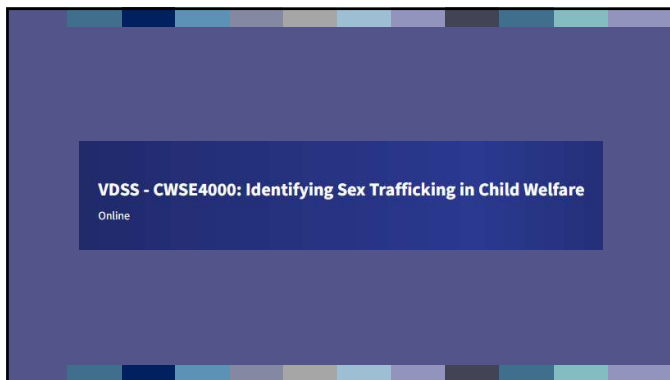 VDSS - CWSE4000: Identifying Sex Trafficking in Child Welfare
Online